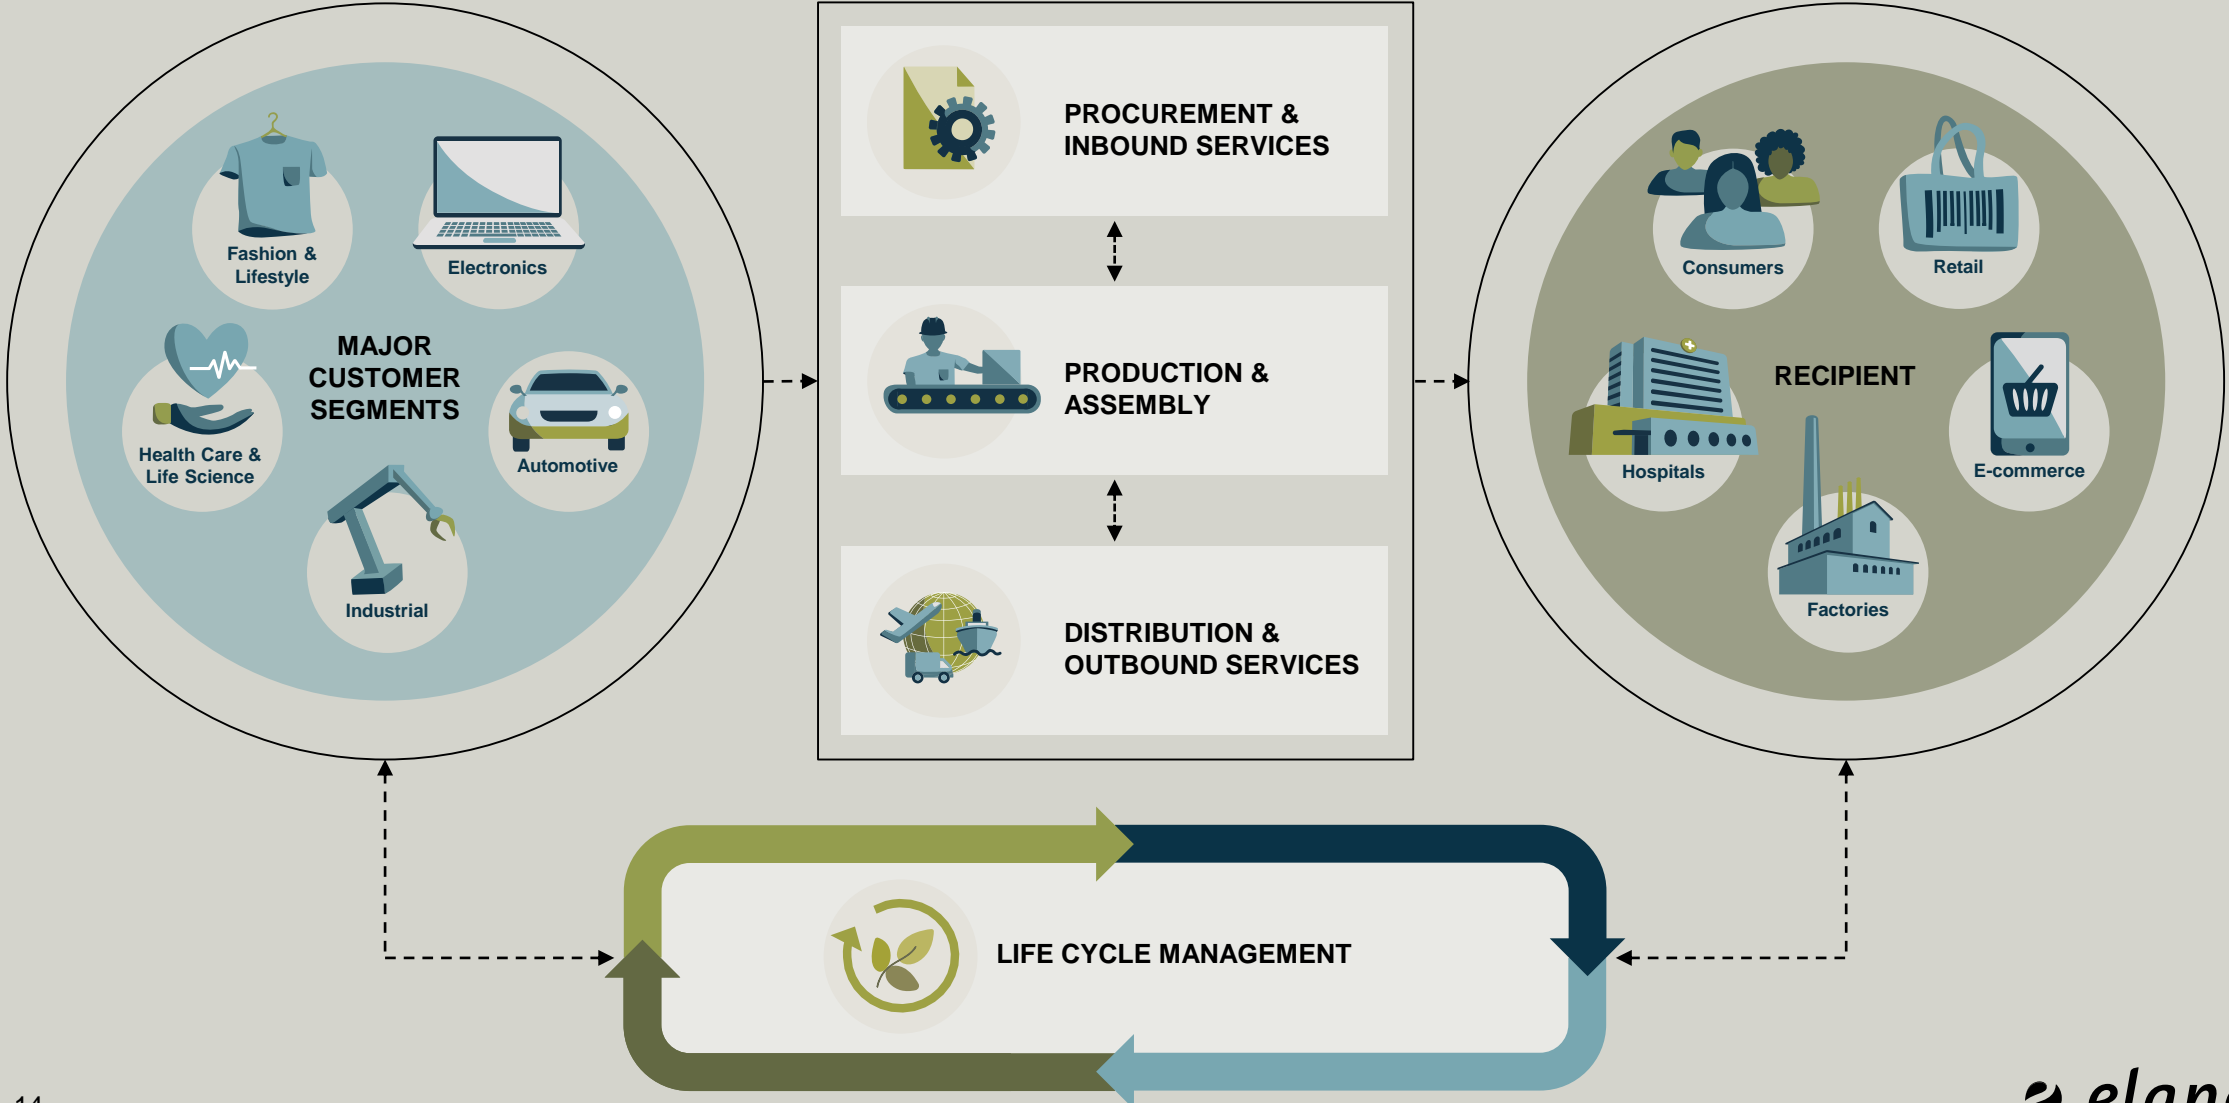 Fashion &
Lifestyle
Electronics
MAJOR
CUSTOMER
SEGMENTS
Health Care &
Life Science
Automotive
Industrial
PROCUREMENT &
INBOUND SERVICES
PRODUCTION &
ASSEMBLY
DISTRIBUTION &
OUTBOUND SERVICES
Consumers
Retail
RECIPIENT
Hospitals
E-commerce
Factories
LIFE CYCLE MANAGEMENT